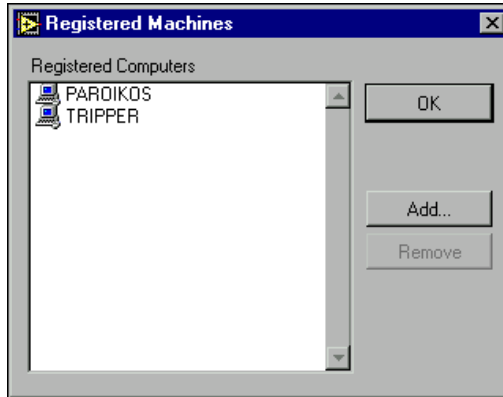 Registered Machines
Registered Computers
PAROIKOS
TRIPPER
OK
Add...
Remove